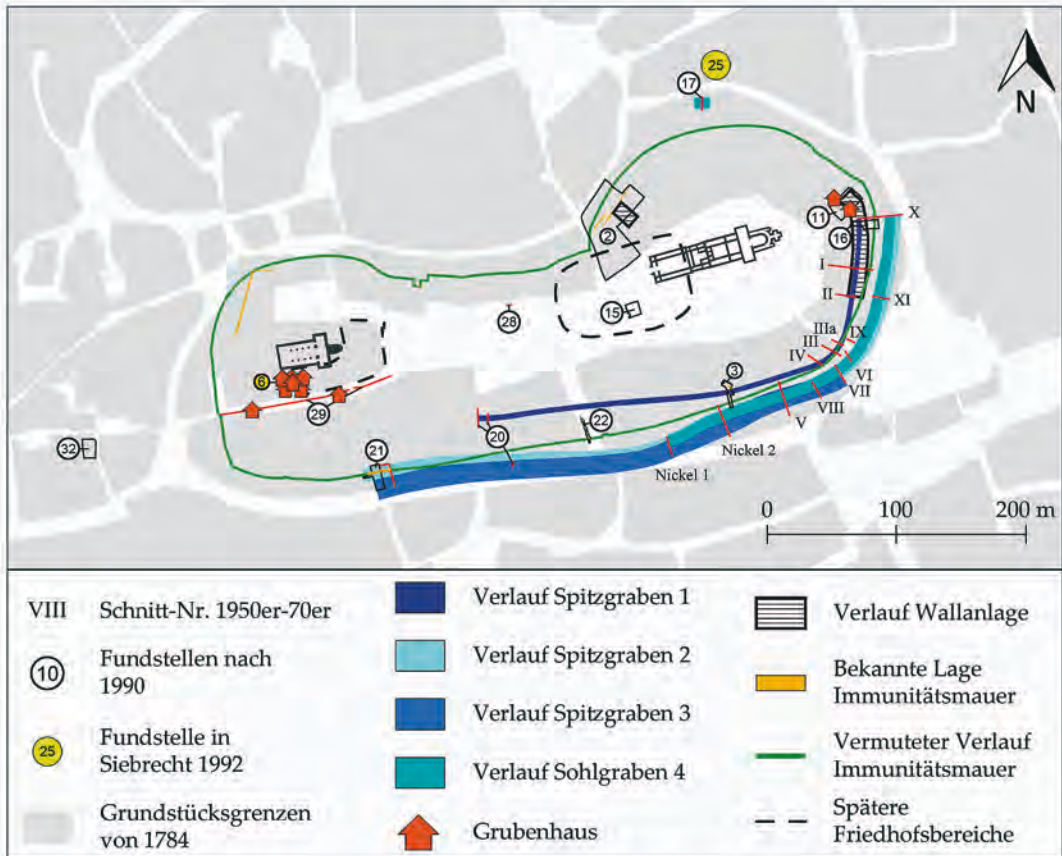 25
17
N
2
11
16
X
I
II
XI
15
28
IIIa
IX
III
IV
VI
VII
3
VIII
V
6
29
20
22
32
21
Nickel 2
Nickel 1
0 100 200 m
VIII Schnitt-Nr. 1950er-70er
10 Fundstellen nach
1990
25 Fundstelle in
Siebrecht 1992
Grundstücksgrenzen
von 1784
Verlauf Spitzgraben 1
Verlauf Spitzgraben 2
Verlauf Spitzgraben 3
Verlauf Sohlgraben 4
Grubenhaus
Verlauf Wallanlage
Bekannte Lage
Immunitätsmauer
Vermuteter Verlauf
Immunitätsmauer
Spätere
Friedhofsbereiche